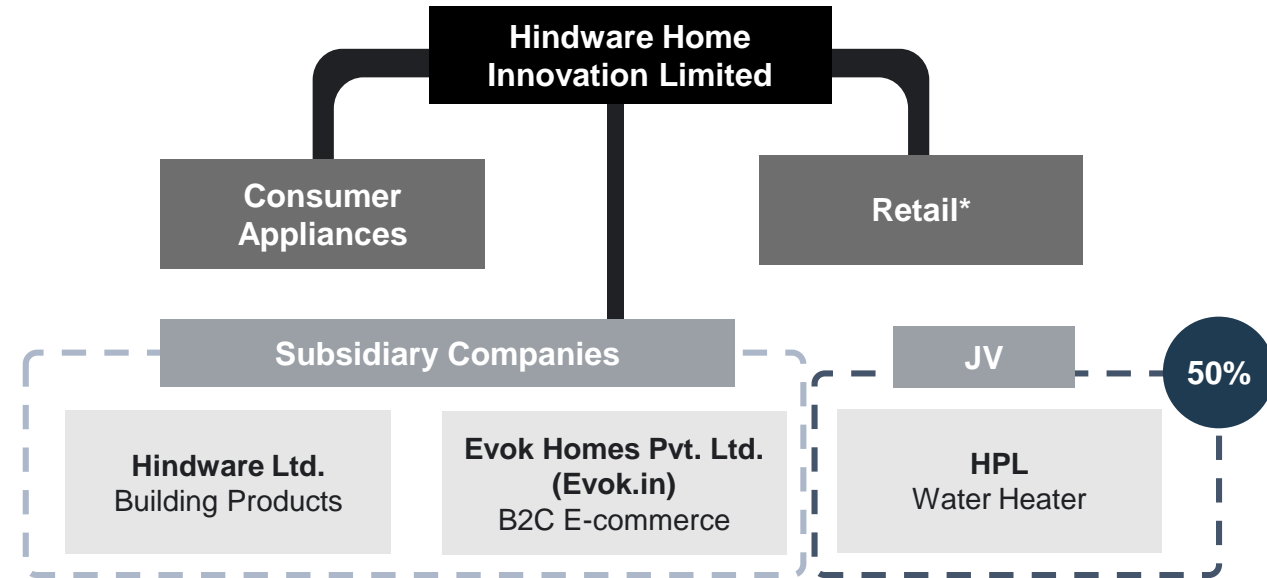 Hindware Home
Innovation Limited
Consumer
Appliances
Retail*
Subsidiary Companies
JV
50%
Hindware Ltd.
Building Products
Evok Homes Pvt. Ltd.
(Evok.in)
B2C E-commerce
HPL
Water Heater